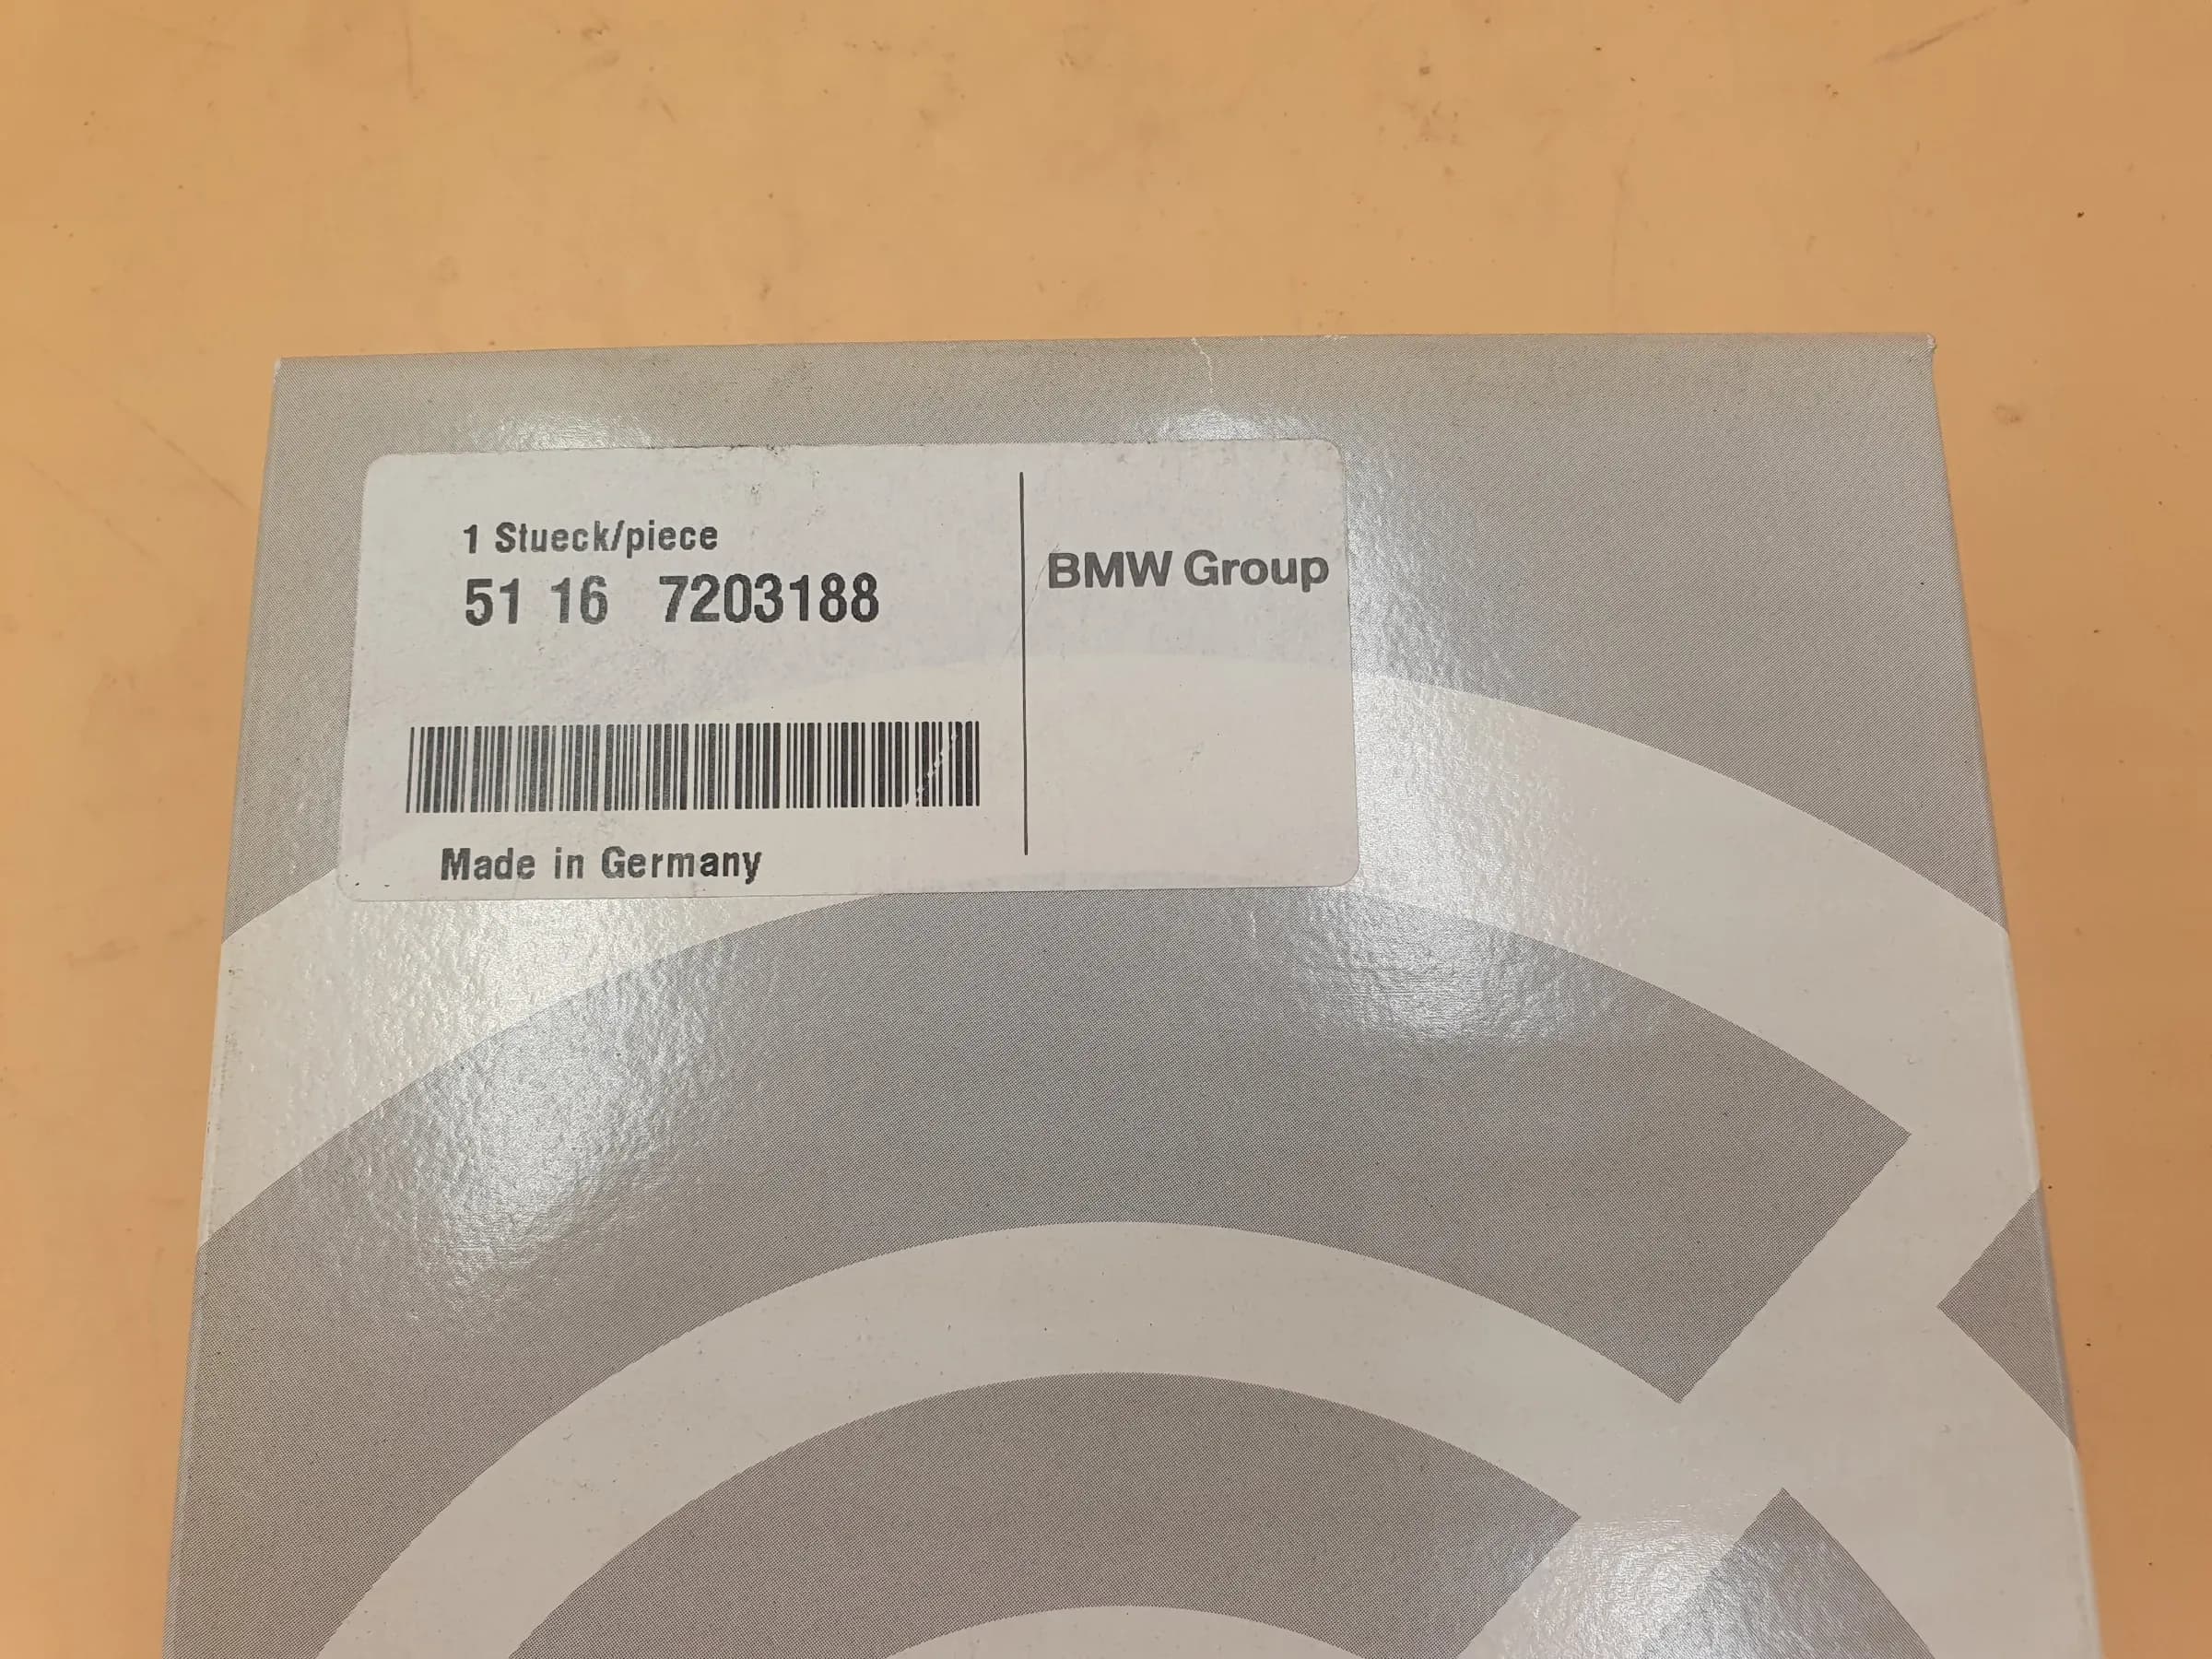 1 Stueck/piece
51 16 7203188
BMW Group
Made in Germany